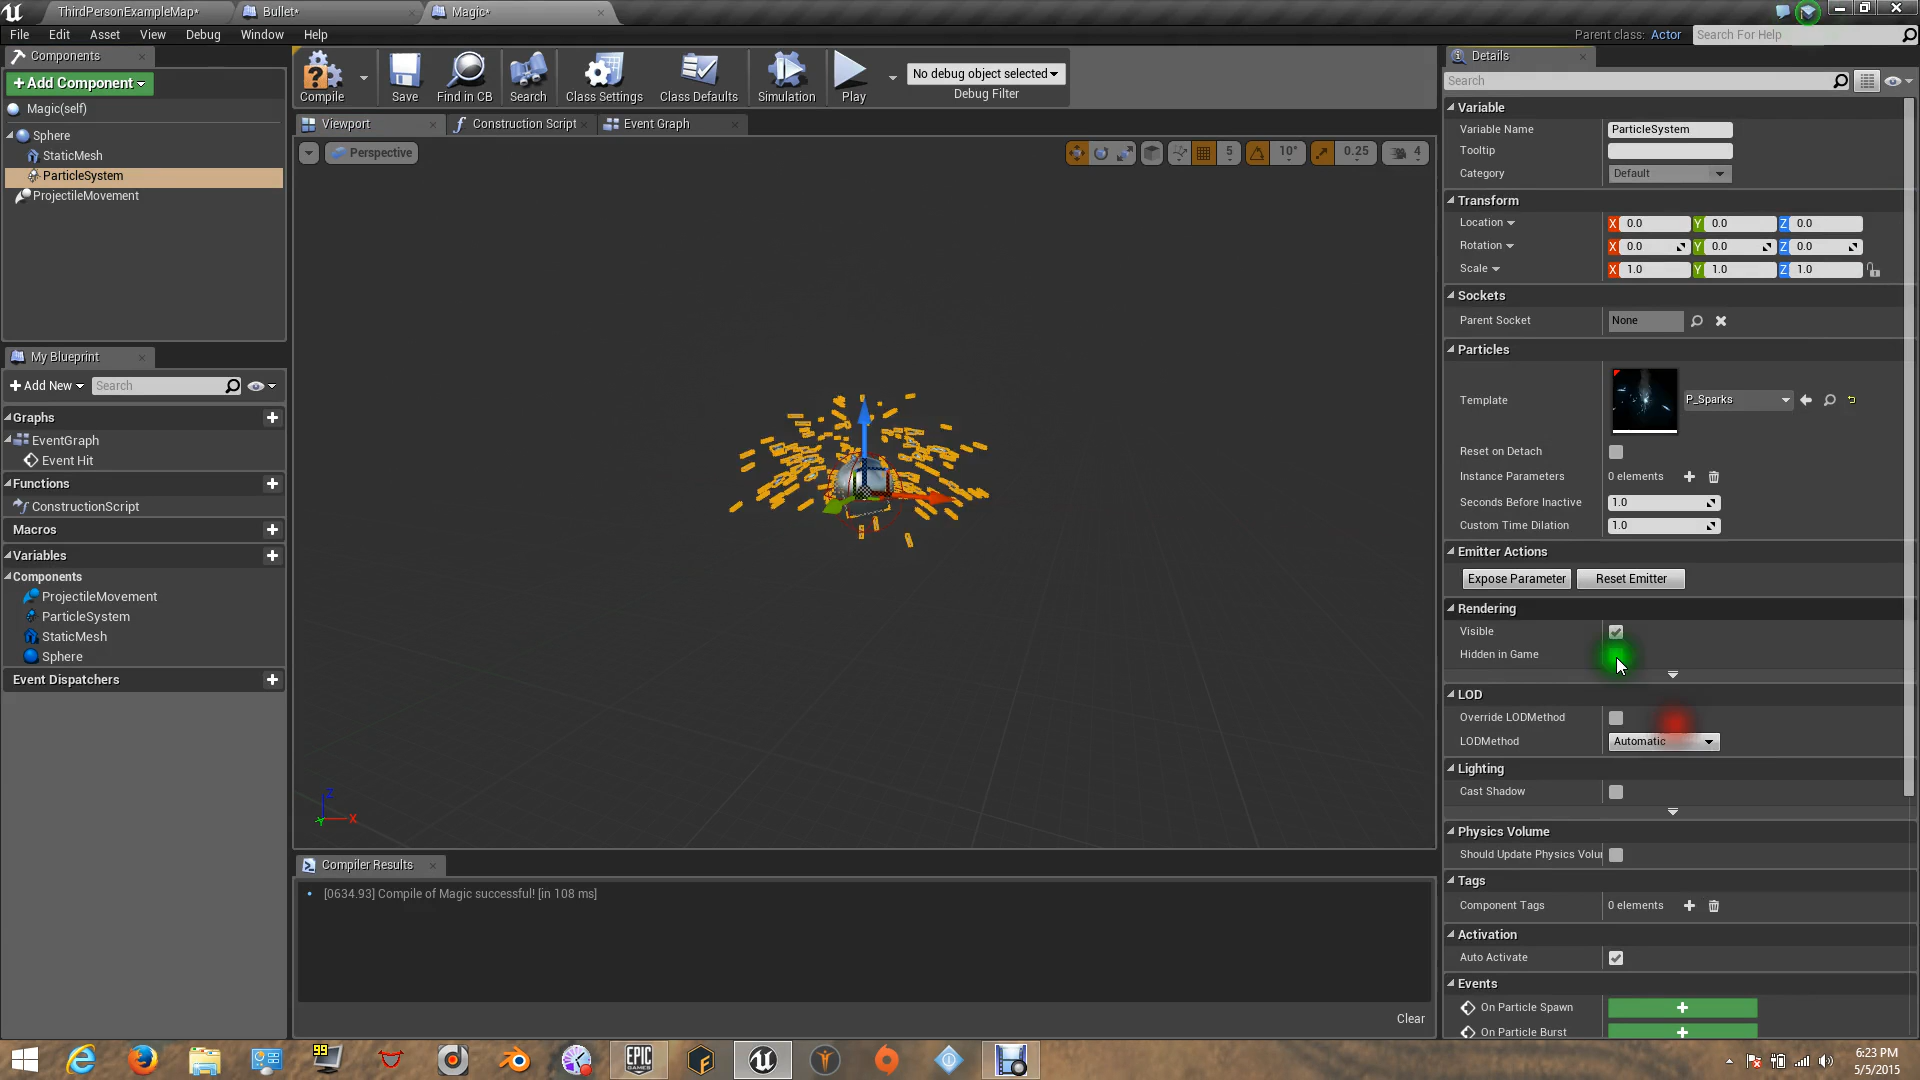 ThirdPersonExampleMap*
Bullet*
Magic*
File Edit Asset View Debug Window Help
Parent class: Actor
Search For Help
Components
+Add Component
Magic(self)
Sphere
StaticMesh
ParticleSystem
ProjectileMovement
Compile
Save
Find in CB
Search
Class Settings
Class Defaults
Simulation
Play
No debug object selected
Debug Filter
Viewport
Construction Script
Event Graph
Perspective
5
10°
0.25
4
My Blueprint
Add New
Search
Graphs
EventGraph
Event Hit
Functions
ConstructionScript
Macros
Variables
Components
ProjectileMovement
ParticleSystem
StaticMesh
Sphere
Event Dispatchers
Z
Y
X
Compiler Results
[0634.93] Compile of Magic successful! [in 108 ms]
Clear
Details
Search
Variable
Variable Name ParticleSystem
Tooltip
Category Default
Transform
Location X 0.0 Y 0.0 Z 0.0
Rotation X 0.0 Y 0.0 Z 0.0
Scale X 1.0 Y 1.0 Z 1.0
Sockets
Parent Socket None
Particles
Template P_Sparks
Reset on Detach
Instance Parameters 0 elements
Seconds Before Inactive 1.0
Custom Time Dilation 1.0
Emitter Actions
Expose Parameter Reset Emitter
Rendering
Visible
Hidden in Game
LOD
Override LODMethod
LODMethod Automatic
Lighting
Cast Shadow
Physics Volume
Should Update Physics Volu
Tags
Component Tags 0 elements
Activation
Auto Activate
Events
On Particle Spawn
On Particle Burst
99
EPIC GAMES
6:23 PM
5/5/2015